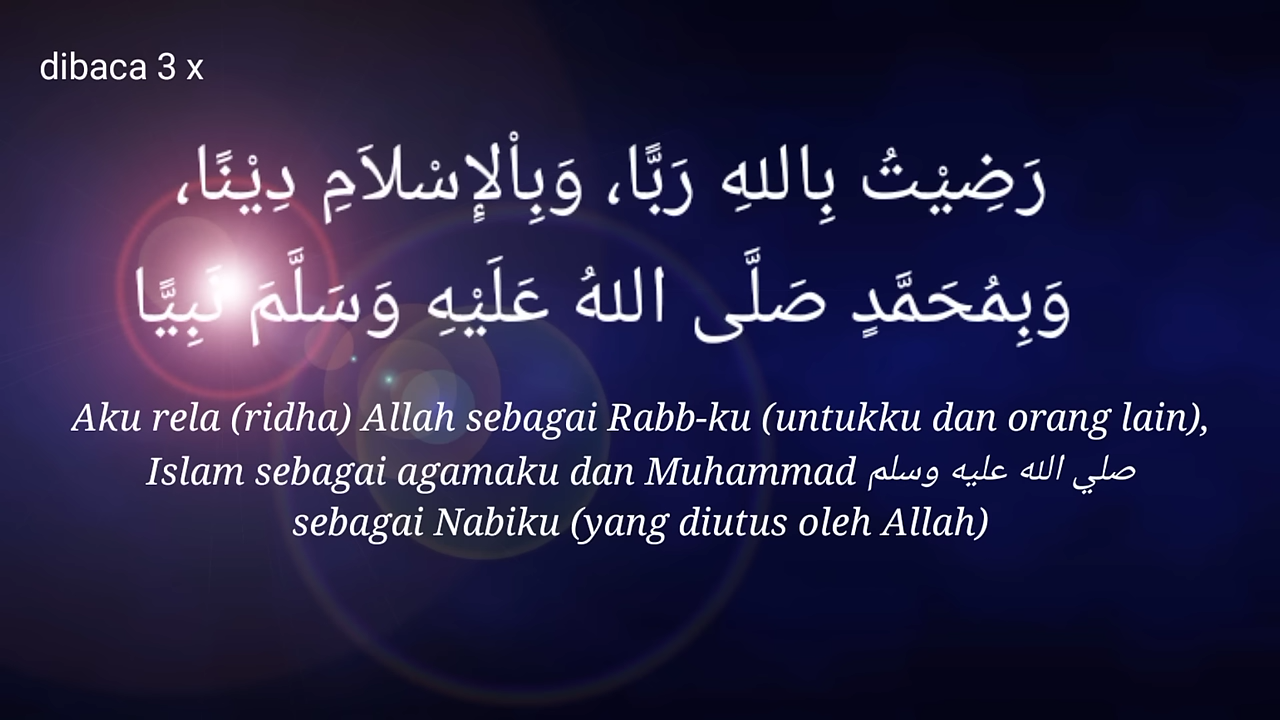 dibaca 3 x
رَضِيْتُ بِاللهِ رَبًّا، وَبِاْلإِسْلاَمِ دِيْنًا،
وَبِمُحَمَّدٍ صَلَّى اللهُ عَلَيْهِ وَسَلَّمَ نَبِيًّا
Aku rela (ridha) Allah sebagai Rabb-ku (untukku dan orang lain),
Islam sebagai agamaku dan Muhammad صلي الله عليه وسلم
sebagai Nabiku (yang diutus oleh Allah)